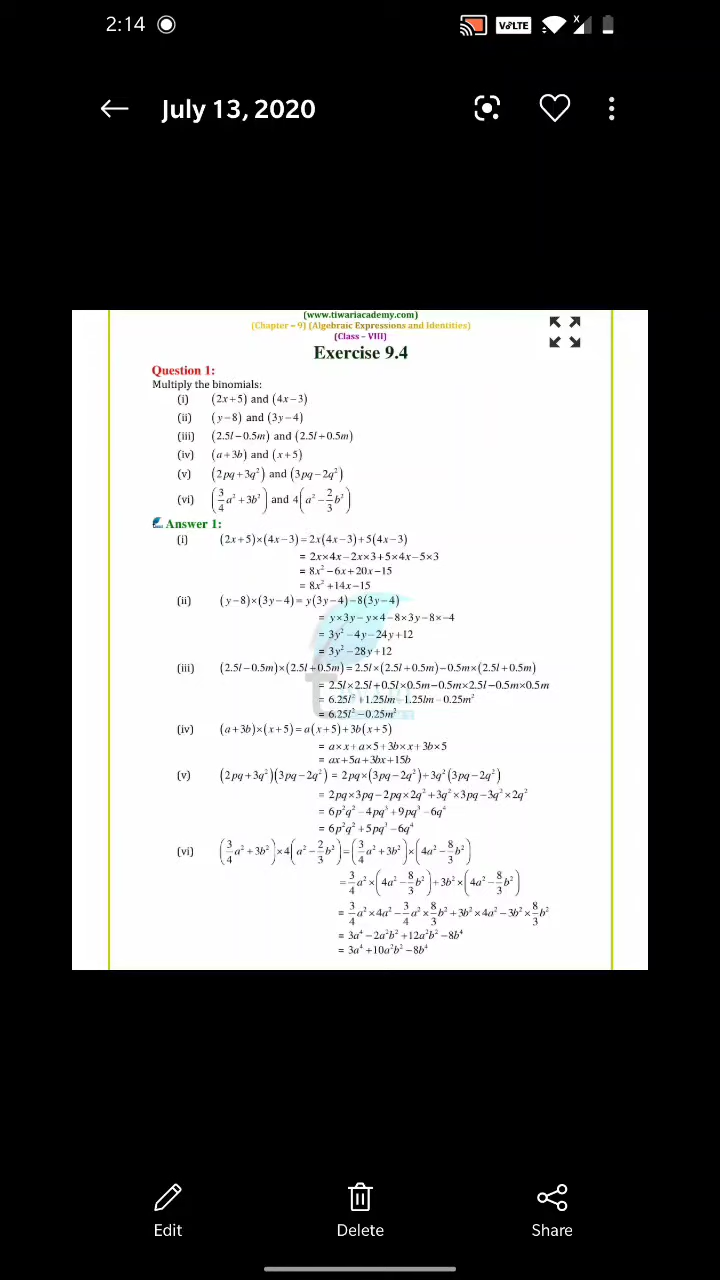 2:14 VoLTE X
July 13, 2020
(www.tiwariacademy.com)
(Chapter – 9) (Algebraic Expressions and Identities)
(Class – VIII)
Exercise 9.4
Question 1:
Multiply the binomials:
(i) (2x+5) and (4x−3)
(ii) (y−8) and (3y−4)
(iii) (2.5l−0.5m) and (2.5l+0.5m)
(iv) (a+3b) and (x+5)
(v) (2pq+3q²) and (3pq−2q²)
(vi) (3/4 a²+3b²) and 4(a²−2/3 b²)
Answer 1:
(i) (2x+5)×(4x−3)=2x(4x−3)+5(4x−3)
= 2x×4x−2x×3+5×4x−5×3
= 8x²−6x+20x−15
= 8x²+14x−15
(ii) (y−8)×(3y−4)=y(3y−4)−8(3y−4)
= y×3y−y×4−8×3y−8×−4
= 3y²−4y−24y+12
= 3y²−28y+12
(iii) (2.5l−0.5m)×(2.5l+0.5m)=2.5l×(2.5l+0.5m)−0.5m×(2.5l+0.5m)
= 2.5l×2.5l+0.5l×0.5m−0.5m×2.5l−0.5m×0.5m
= 6.25l²+1.25lm−1.25lm−0.25m²
= 6.25l²−0.25m²
(iv) (a+3b)×(x+5)=a(x+5)+3b(x+5)
= a×x+a×5+3b×x+3b×5
= ax+5a+3bx+15b
(v) (2pq+3q²)(3pq−2q²) = 2pq×(3pq−2q²)+3q²(3pq−2q²)
= 2pq×3pq−2pq×2q²+3q²×3pq−3q²×2q²
= 6p²q²−4pq³+9pq³−6q⁴
= 6p²q²+5pq³−6q⁴
(vi) (3/4 a²+3b²)×4(a²−2/3 b²)=(3/4 a²+3b²)×(4a²−8/3 b²)
=3/4 a²×(4a²−8/3 b²)+3b²×(4a²−8/3 b²)
= 3/4 a²×4a²−3/4 a²×8/3 b²+3b²×4a²−3b²×8/3 b²
= 3a⁴−2a²b²+12a²b²−8b⁴
= 3a⁴+10a²b²−8b⁴
Edit Delete Share